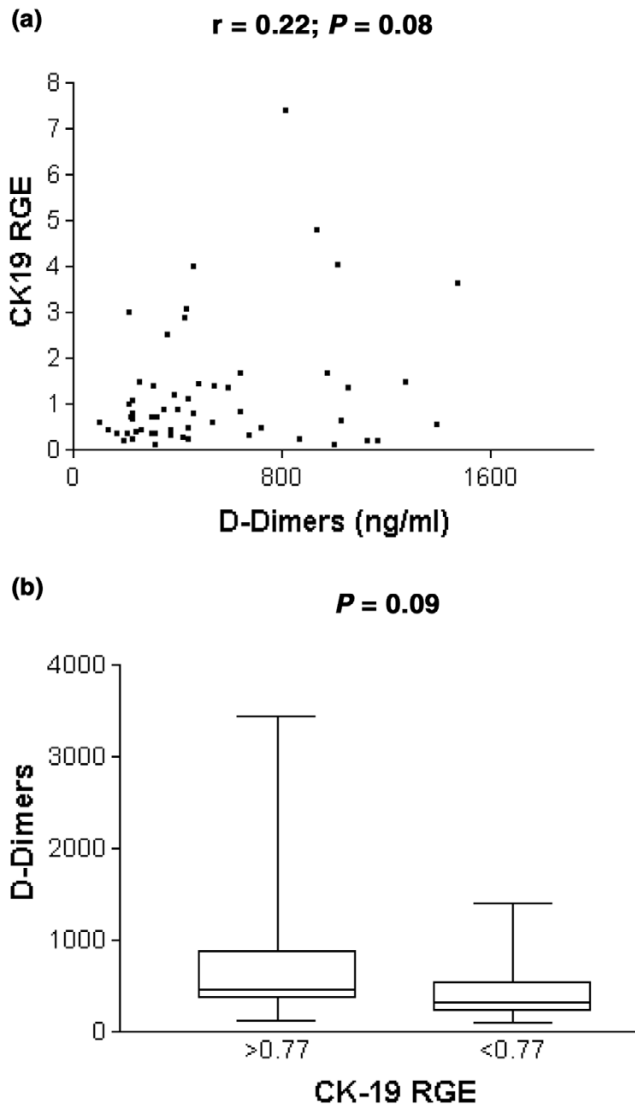 (a)
r = 0.22; P = 0.08
8
7
6
5
4
3
2
1
0
CK19 RGE
0 800 1600
D-Dimers (ng/ml)
(b)
P = 0.09
4000
3000
2000
1000
0
D-Dimers
>0.77 <0.77
CK-19 RGE